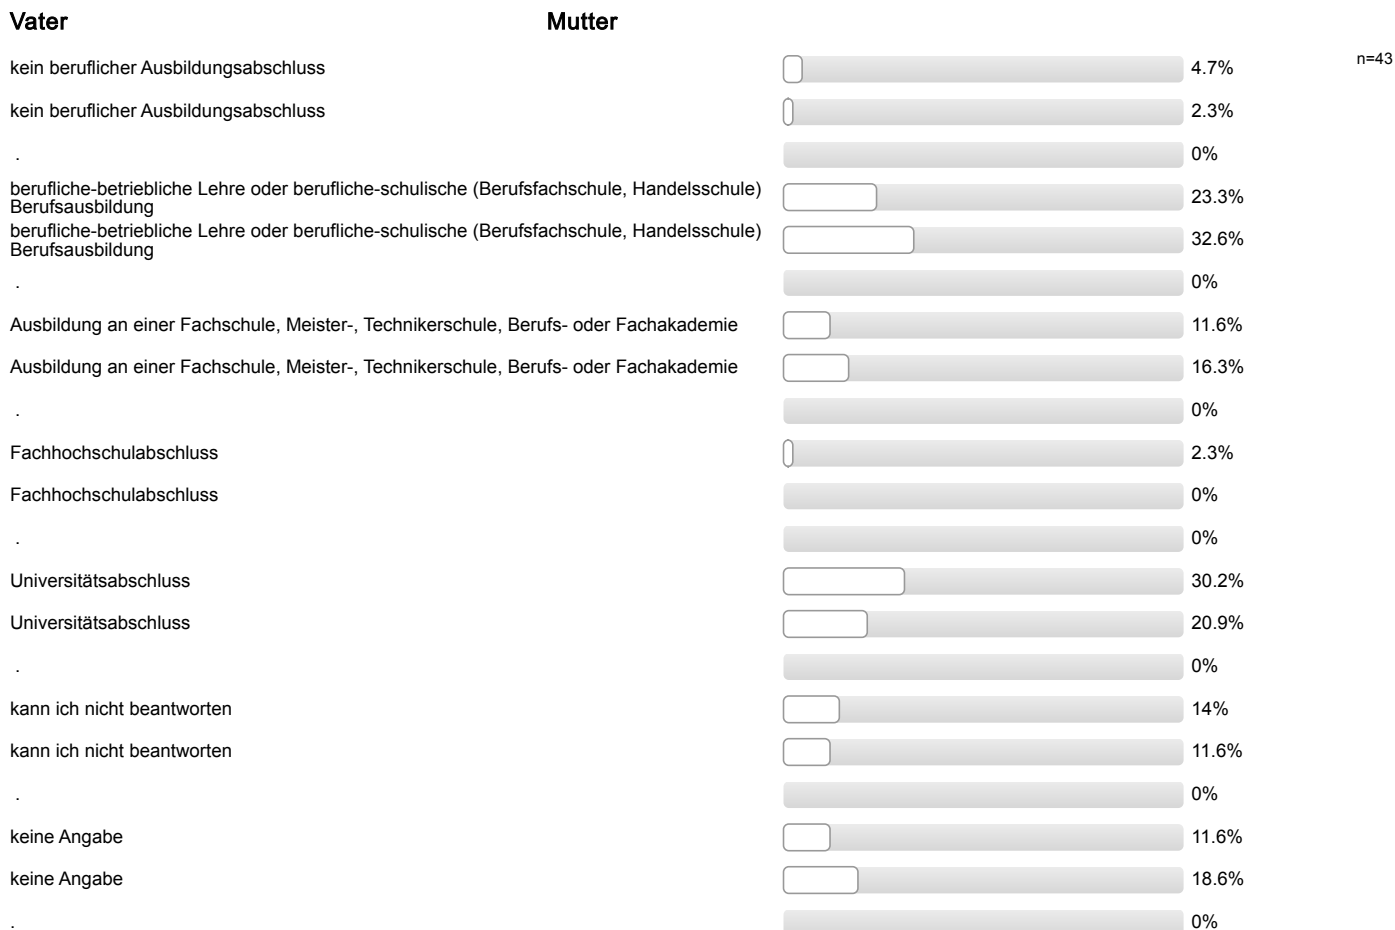 Vater Mutter
kein beruflicher Ausbildungsabschluss 4.7% n=43
kein beruflicher Ausbildungsabschluss 2.3%
. 0%
berufliche-betriebliche Lehre oder berufliche-schulische (Berufsfachschule, Handelsschule)
Berufsausbildung 23.3%
berufliche-betriebliche Lehre oder berufliche-schulische (Berufsfachschule, Handelsschule)
Berufsausbildung 32.6%
. 0%
Ausbildung an einer Fachschule, Meister-, Technikerschule, Berufs- oder Fachakademie 11.6%
Ausbildung an einer Fachschule, Meister-, Technikerschule, Berufs- oder Fachakademie 16.3%
. 0%
Fachhochschulabschluss 2.3%
Fachhochschulabschluss 0%
. 0%
Universitätsabschluss 30.2%
Universitätsabschluss 20.9%
. 0%
kann ich nicht beantworten 14%
kann ich nicht beantworten 11.6%
. 0%
keine Angabe 11.6%
keine Angabe 18.6%
. 0%